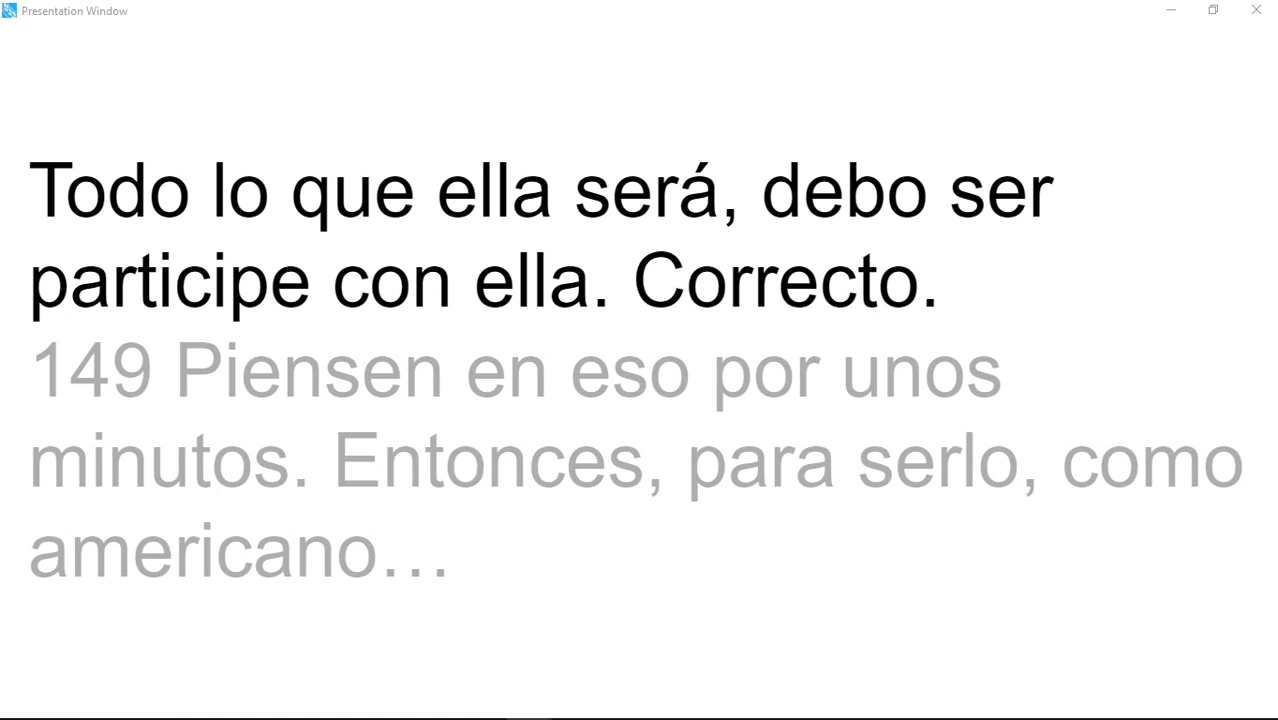 Presentation Window
Todo lo que ella será, debo ser
participe con ella. Correcto.
149 Piensen en eso por unos
minutos. Entonces, para serlo, como
americano…